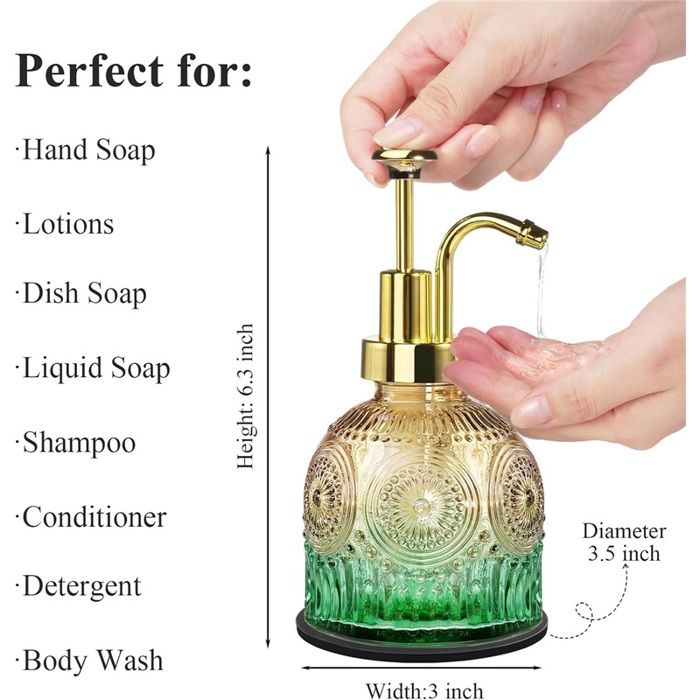 Perfect for:
·Hand Soap
·Lotions
·Dish Soap
·Liquid Soap
·Shampoo
·Conditioner
·Detergent
·Body Wash
Height: 6.3 inch
Diameter
3.5 inch
Width:3 inch